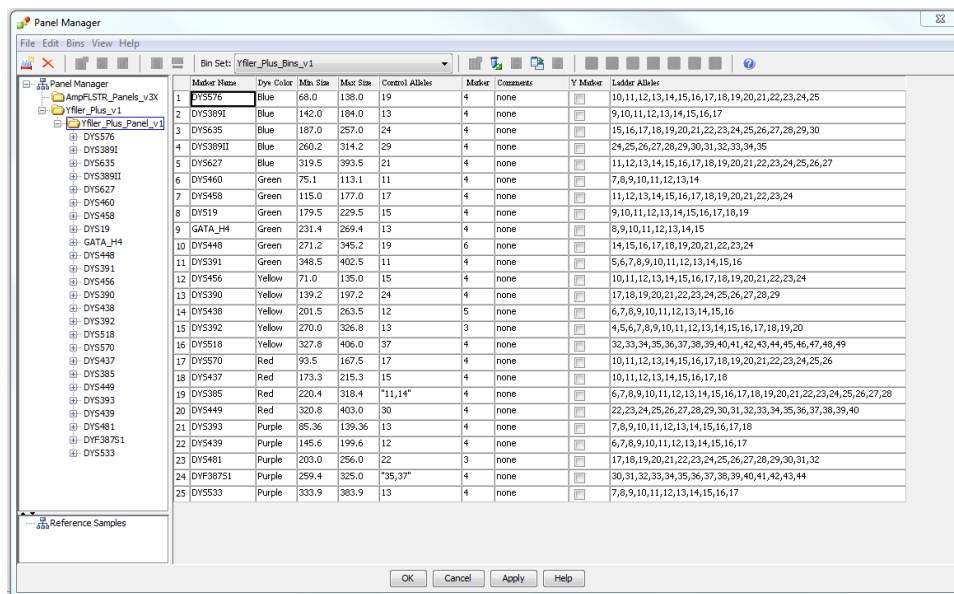 Panel Manager
File Edit Bins View Help
Bin Set: Yfiler_Plus_Bins_v1
Panel Manager
AmpFLSTR_Panels_v3X
Yfiler_Plus_v1
Yfiler_Plus_Panel_v1
DYS576
DYS389I
DYS635
DYS389II
DYS627
DYS460
DYS458
DYS19
GATA_H4
DYS448
DYS391
DYS456
DYS390
DYS438
DYS392
DYS518
DYS570
DYS437
DYS385
DYS449
DYS393
DYS439
DYS481
DYF387S1
DYS533
Reference Samples
Marker Name Dye Color Min Size Max Size Control Alleles Marker Comments Y Marker Ladder Alleles
1 DYS576 Blue 68.0 138.0 19 4 none 10,11,12,13,14,15,16,17,18,19,20,21,22,23,24,25
2 DYS389I Blue 142.0 184.0 13 4 none 9,10,11,12,13,14,15,16,17
3 DYS635 Blue 187.0 257.0 24 4 none 15,16,17,18,19,20,21,22,23,24,25,26,27,28,29,30
4 DYS389II Blue 260.2 314.2 29 4 none 24,25,26,27,28,29,30,31,32,33,34,35
5 DYS627 Blue 319.5 393.5 21 4 none 11,12,13,14,15,16,17,18,19,20,21,22,23,24,25,26,27
6 DYS460 Green 75.1 113.1 11 4 none 7,8,9,10,11,12,13,14
7 DYS458 Green 115.0 177.0 17 4 none 11,12,13,14,15,16,17,18,19,20,21,22,23,24
8 DYS19 Green 179.5 229.5 15 4 none 9,10,11,12,13,14,15,16,17,18,19
9 GATA_H4 Green 231.4 269.4 13 4 none 8,9,10,11,12,13,14,15
10 DYS448 Green 271.2 345.2 19 6 none 14,15,16,17,18,19,20,21,22,23,24
11 DYS391 Green 348.5 402.5 11 4 none 5,6,7,8,9,10,11,12,13,14,15,16
12 DYS456 Yellow 71.0 135.0 15 4 none 10,11,12,13,14,15,16,17,18,19,20,21,22,23,24
13 DYS390 Yellow 139.2 197.2 24 4 none 17,18,19,20,21,22,23,24,25,26,27,28,29
14 DYS438 Yellow 201.5 263.5 12 5 none 6,7,8,9,10,11,12,13,14,15,16
15 DYS392 Yellow 270.0 326.8 13 3 none 4,5,6,7,8,9,10,11,12,13,14,15,16,17,18,19,20
16 DYS518 Yellow 327.8 406.0 37 4 none 32,33,34,35,36,37,38,39,40,41,42,43,44,45,46,47,48,49
17 DYS570 Red 93.5 167.5 17 4 none 10,11,12,13,14,15,16,17,18,19,20,21,22,23,24,25,26
18 DYS437 Red 173.3 215.3 15 4 none 10,11,12,13,14,15,16,17,18
19 DYS385 Red 220.4 318.4 "11,14" 4 none 6,7,8,9,10,11,12,13,14,15,16,17,18,19,20,21,22,23,24,25,26,27,28
20 DYS449 Red 320.8 403.0 30 4 none 22,23,24,25,26,27,28,29,30,31,32,33,34,35,36,37,38,39,40
21 DYS393 Purple 85.36 139.36 13 4 none 7,8,9,10,11,12,13,14,15,16,17,18
22 DYS439 Purple 145.6 199.6 12 4 none 6,7,8,9,10,11,12,13,14,15,16,17
23 DYS481 Purple 203.0 256.0 22 3 none 17,18,19,20,21,22,23,24,25,26,27,28,29,30,31,32
24 DYF387S1 Purple 259.4 325.0 "35,37" 4 none 30,31,32,33,34,35,36,37,38,39,40,41,42,43,44
25 DYS533 Purple 333.9 383.9 13 4 none 7,8,9,10,11,12,13,14,15,16,17
OK Cancel Apply Help